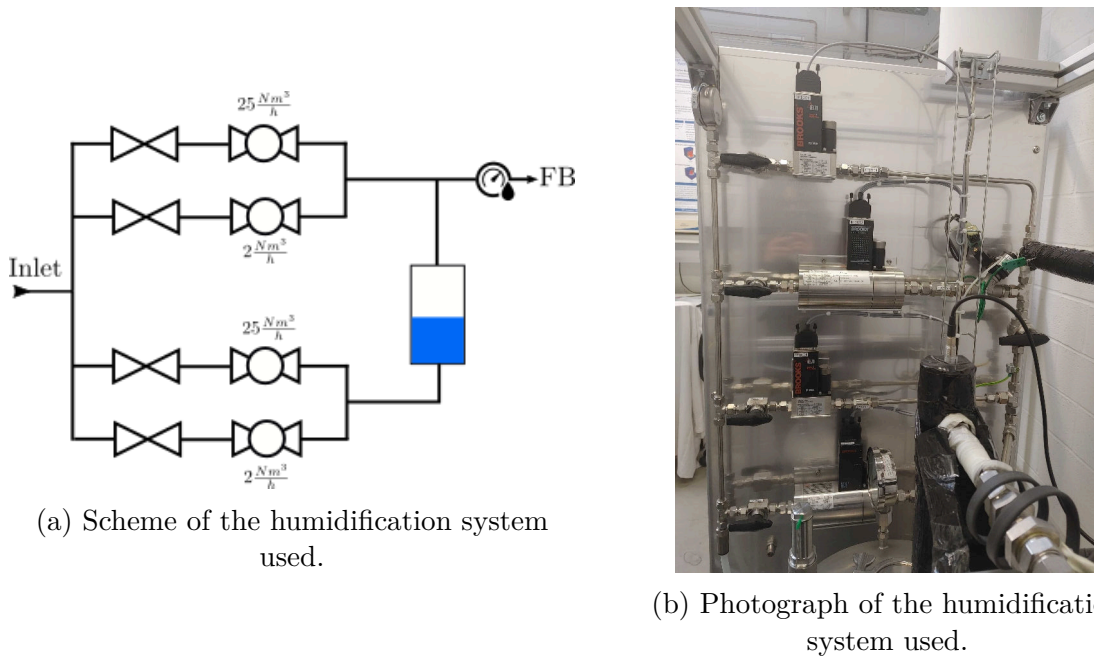 25 Nm³/h
2 Nm³/h
Inlet
FB
25 Nm³/h
2 Nm³/h
(a) Scheme of the humidification system
used.
BROOKS
BROOKS
BROOKS
(b) Photograph of the humidificati
system used.